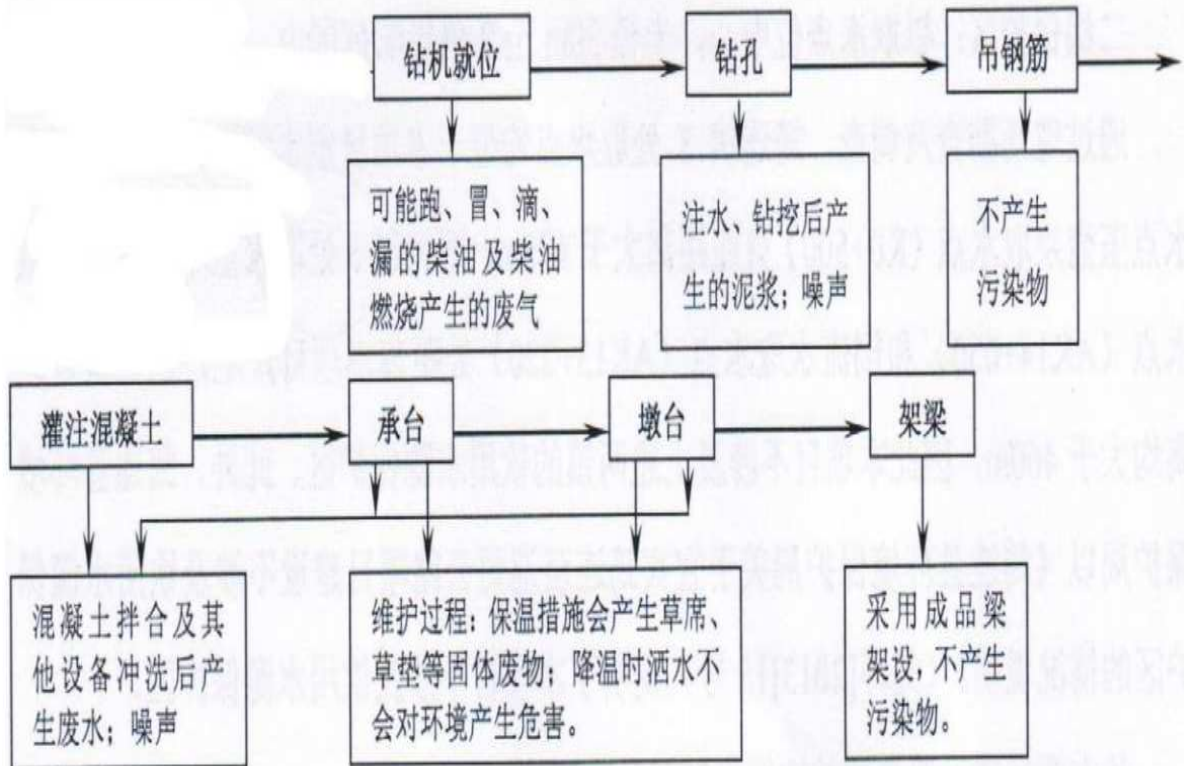 钻机就位
钻孔
吊钢筋
可能跑、冒、滴、
漏的柴油及柴油
燃烧产生的废气
注水、钻挖后产
生的泥浆；噪声
不产生
污染物
灌注混凝土
承台
墩台
架梁
混凝土拌合及其
他设备冲洗后产
生废水；噪声
维护过程：保温措施会产生草席、
草垫等固体废物；降温时洒水不
会对环境产生危害。
采用成品梁
架设，不产生
污染物。